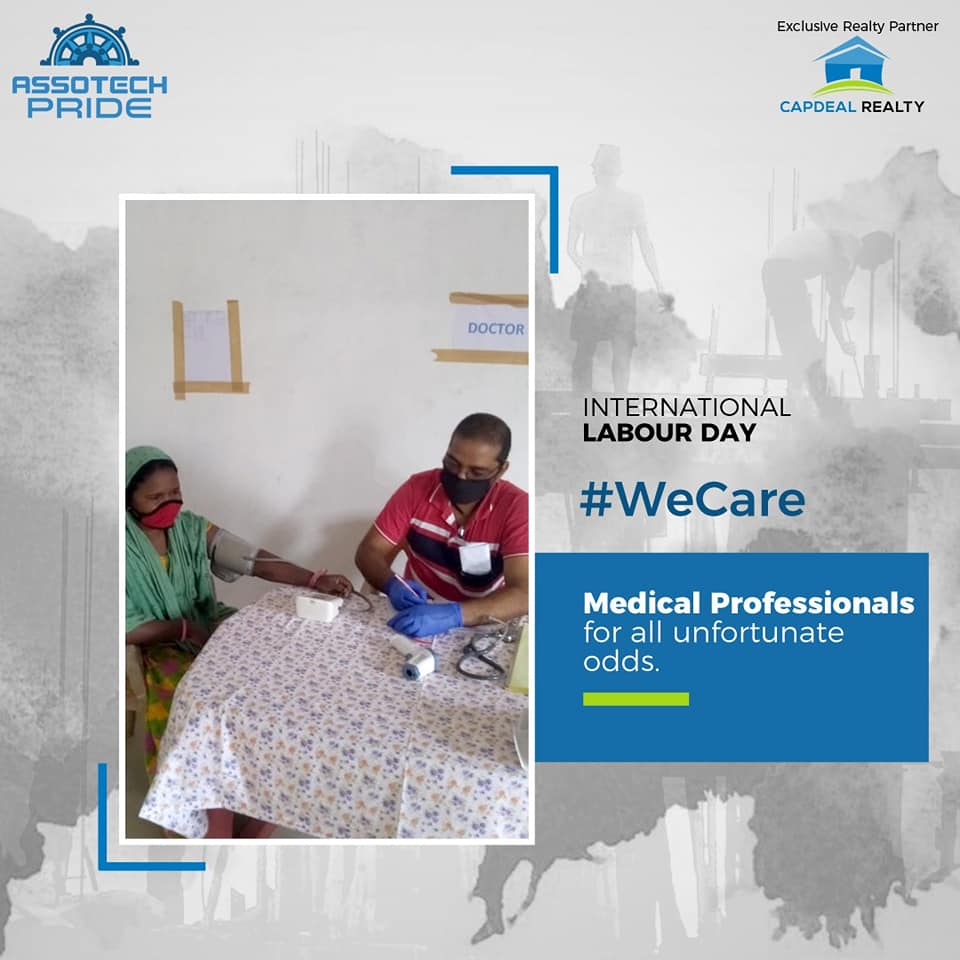 ASSOTECH
PRIDE
Exclusive Realty Partner
CAPDEAL REALTY
DOCTOR
INTERNATIONAL
LABOUR DAY
#WeCare
Medical Professionals
for all unfortunate
odds.